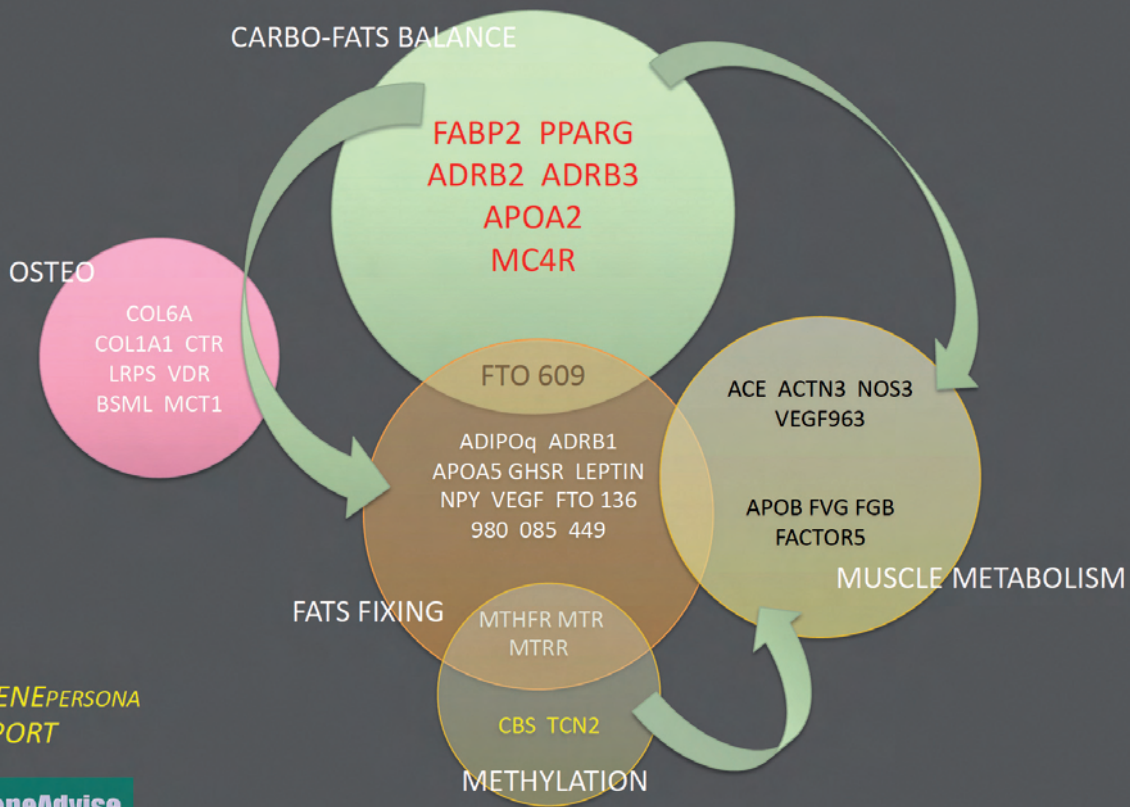 CARBO-FATS BALANCE
FABP2 PPARG
ADRB2 ADRB3
APOA2
MC4R
OSTEO
COL6A
COL1A1 CTR
LRPS VDR
BSML MCT1
FTO 609
ADIPOq ADRB1
APOA5 GHSR LEPTIN
NPY VEGF FTO 136
980 085 449
ACE ACTN3 NOS3
VEGF963
APOB FVG FGB
FACTOR5
MUSCLE METABOLISM
FATS FIXING
MTHFR MTR
MTRR
CBS TCN2
METHYLATION
ENEPERSONA
PORT
eneAdvise